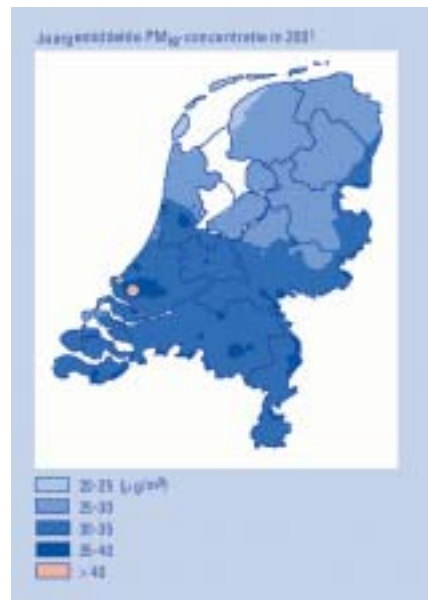 Jaargemiddelde PM10-concentratie in 2001
20-25 (µg/m³)
25-30
30-35
35-40
> 40